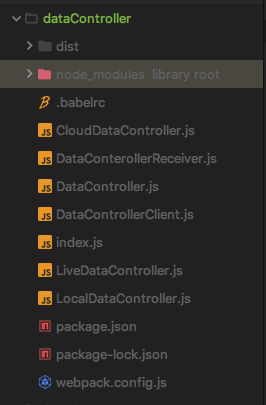 dataController
dist
node_modules library root
.babelrc
CloudDataController.js
DataConterollerReceiver.js
DataController.js
DataControllerClient.js
index.js
LiveDataController.js
LocalDataController.js
package.json
package-lock.json
webpack.config.js